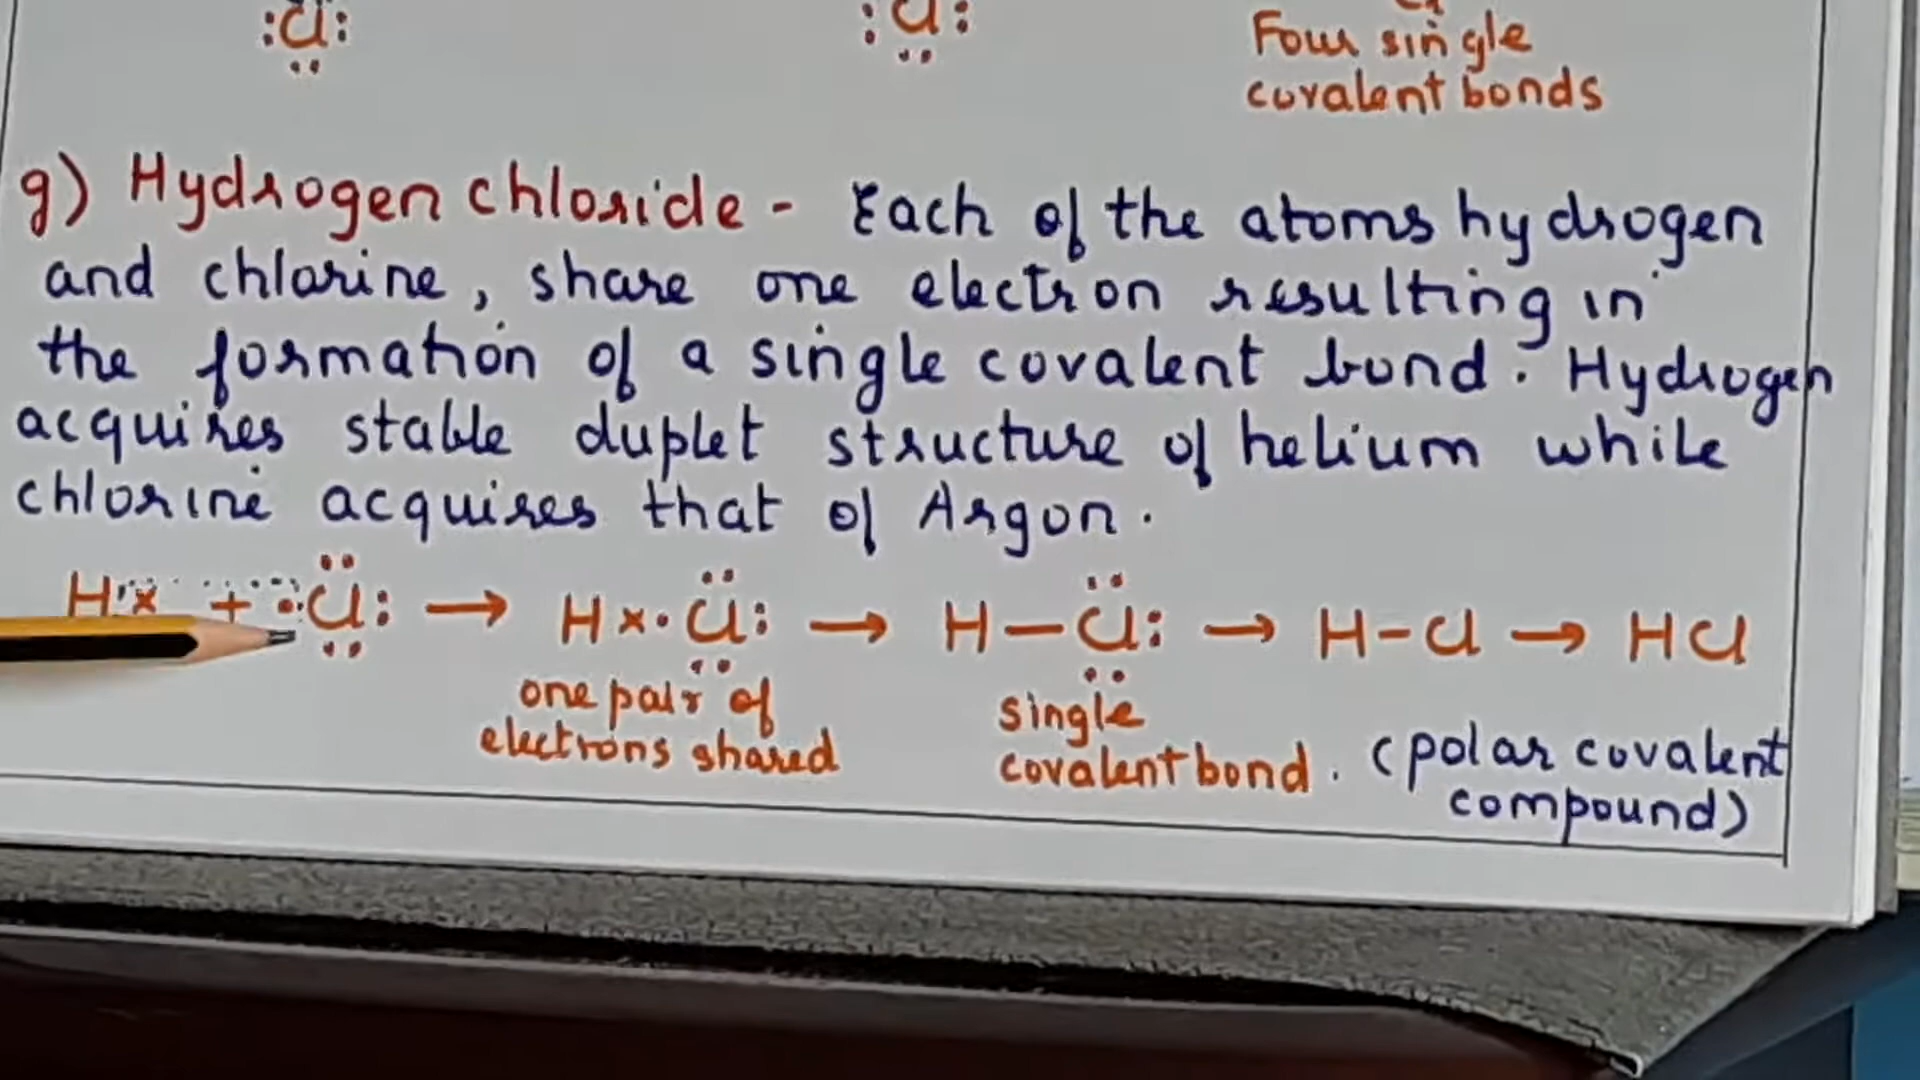 :Cl: :Cl: Four single
covalent bonds
g) Hydrogen chloride - Each of the atoms hydrogen
and chlorine, share one electron resulting in
the formation of a single covalent bond. Hydrogen
acquires stable duplet structure of helium while
chlorine acquires that of Argon.
H x + •Cl: → H x• Cl: → H — Cl: → H - Cl → HCl
one pair of
electrons shared
single
covalent bond. (polar covalent
compound)